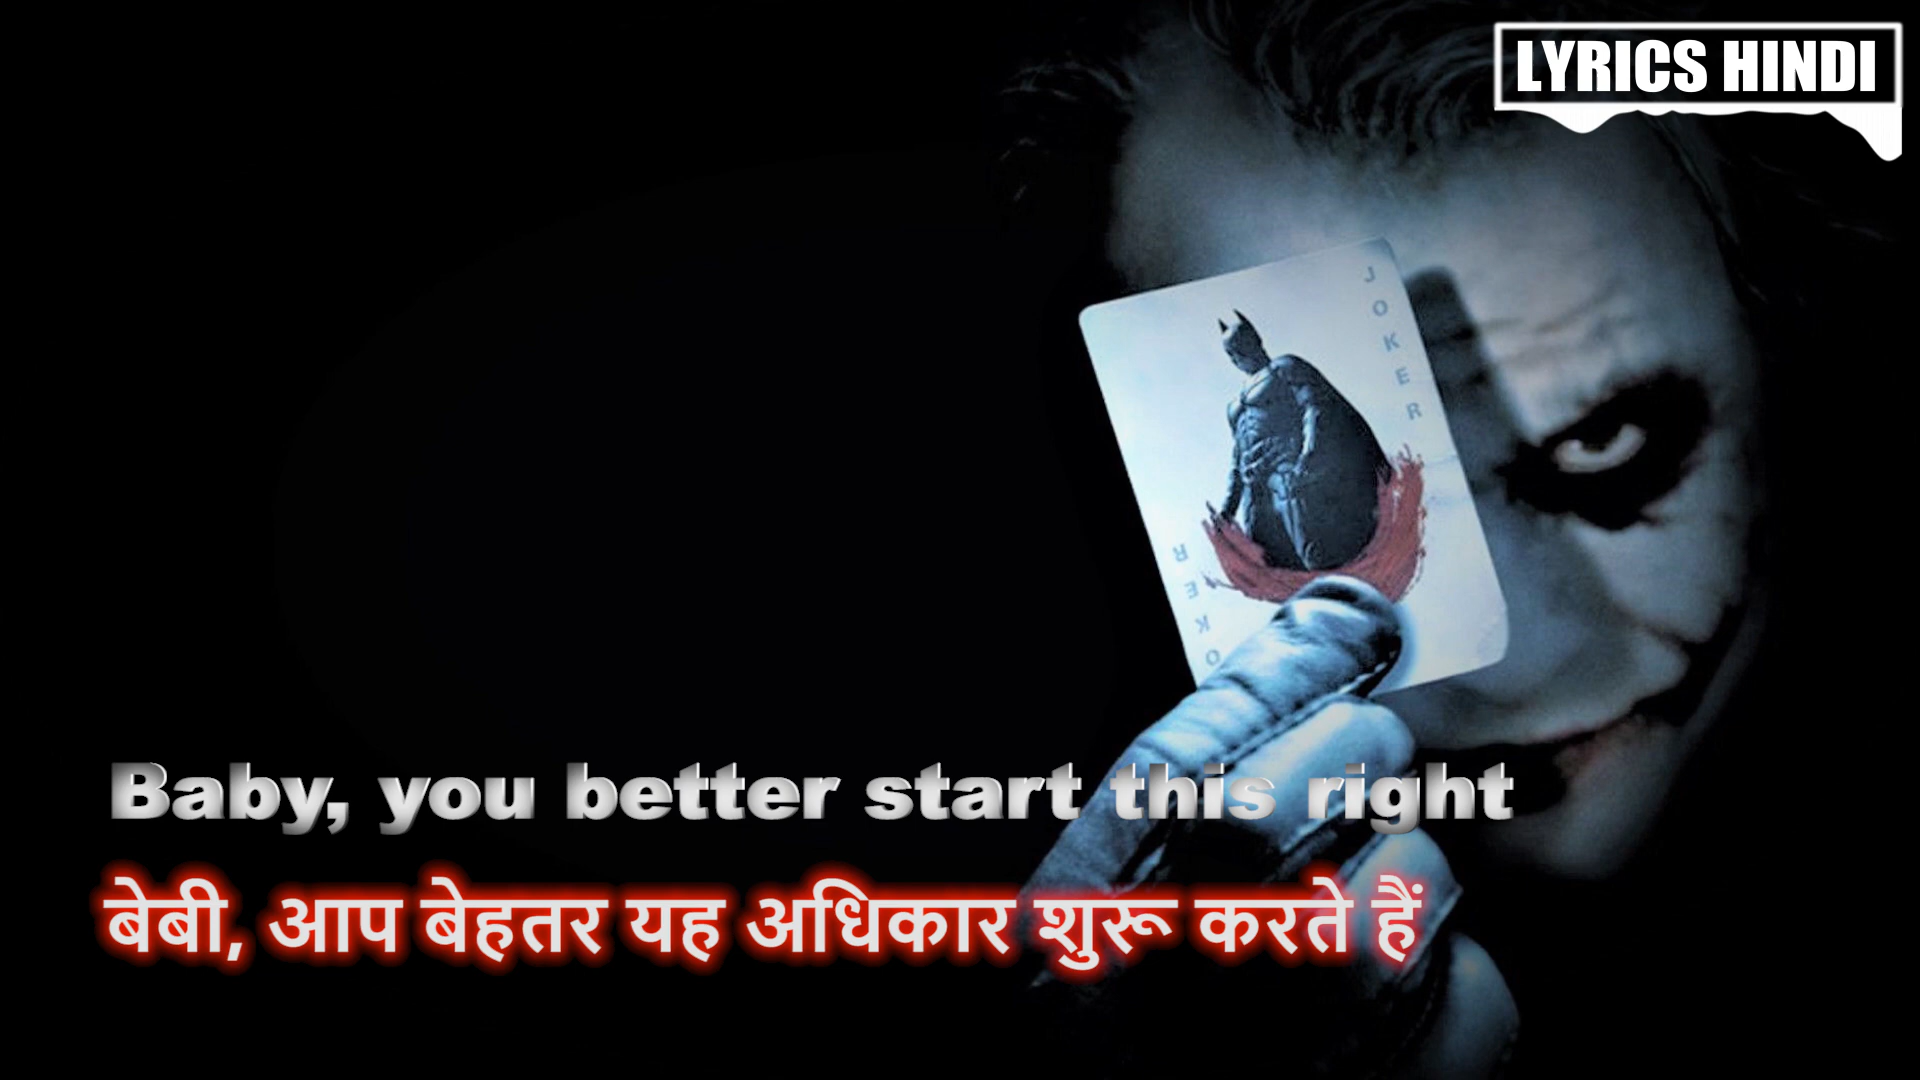 LYRICS HINDI
JOKER
JOKER
Baby, you better start this right
बेबी, आप बेहतर यह अधिकार शुरू करते हैं